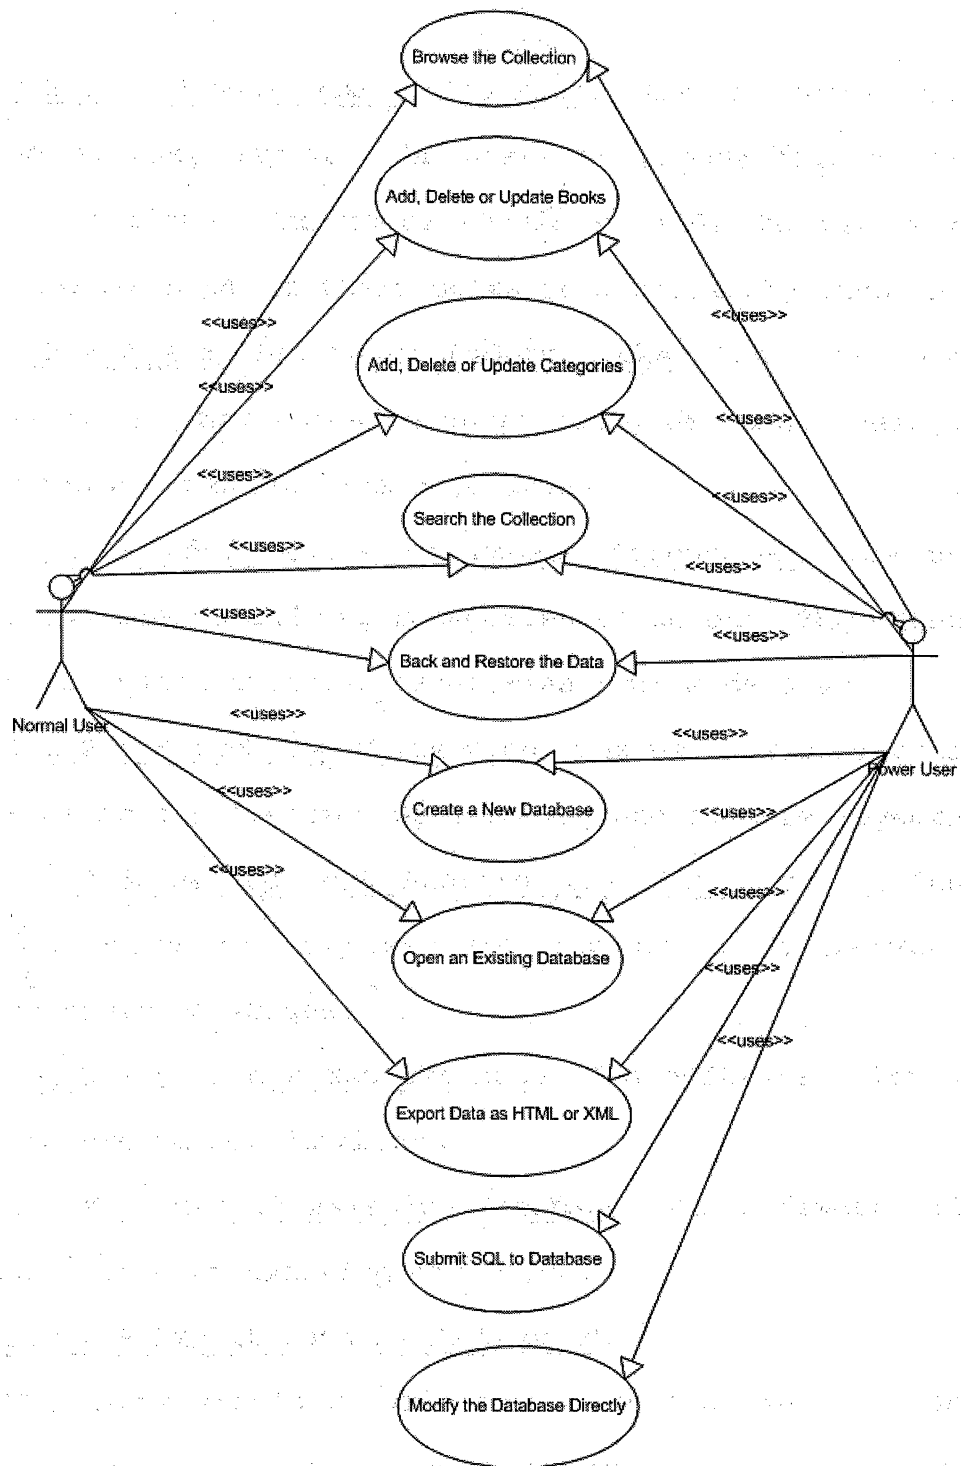 Browse the Collection
Add, Delete or Update Books
<<uses>>
<<uses>>
Add, Delete or Update Categories
<<uses>>
<<uses>>
<<uses>>
<<uses>>
Search the Collection
<<uses>>
<<uses>>
<<uses>>
<<uses>>
Back and Restore the Data
Normal User
<<uses>>
<<uses>>
Power User
Create a New Database
<<uses>>
<<uses>>
<<uses>>
<<uses>>
Open an Existing Database
<<uses>>
<<uses>>
Export Data as HTML or XML
Submit SQL to Database
Modify the Database Directly